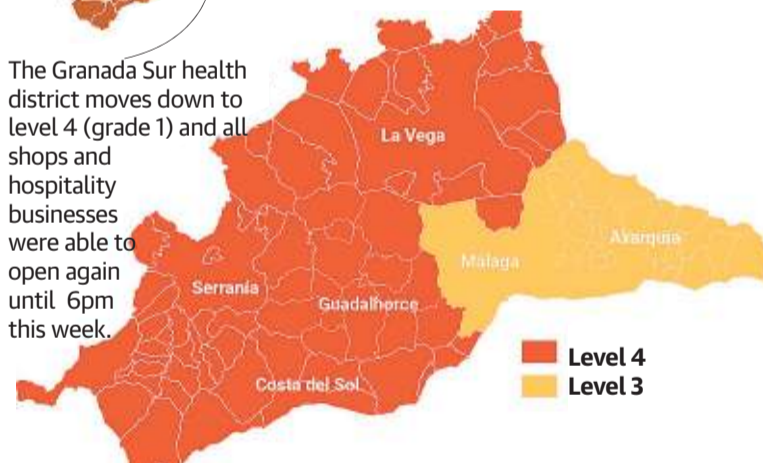 The Granada Sur health
district moves down to
level 4 (grade 1) and all
shops and
hospitality
businesses
were able to
open again
until 6pm
this week.
La Vega
Axarquía
Málaga
Serranía
Guadalhorce
Costa del Sol
Level 4
Level 3